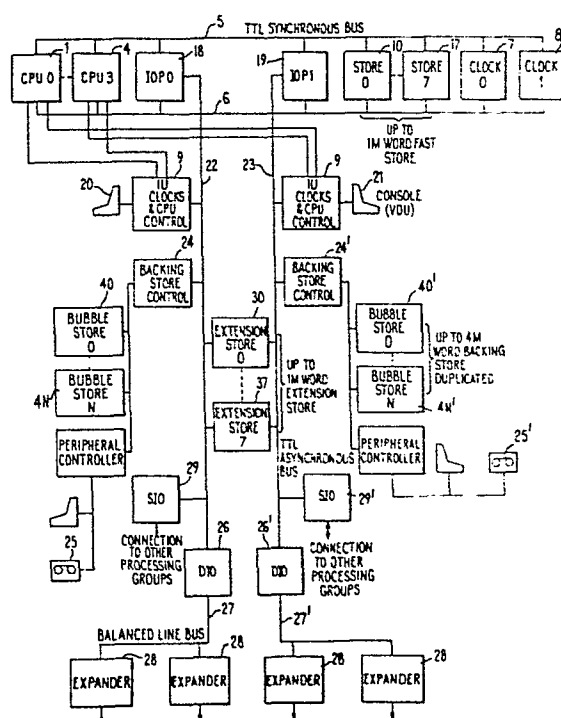 5
TTL SYNCHRONOUS BUS
1
CPU 0
4
CPU 3
18
IOP 0
19
IOP 1
10
STORE
0
17
STORE
7
7
CLOCK
0
8
CLOCK
1
6
UP TO
1M WORD FAST
STORE
20
9
IU
CLOCKS
& CPU
CONTROL
22
23
9
IU
CLOCKS
& CPU
CONTROL
21
CONSOLE
(VDU)
24
BACKING
STORE
CONTROL
24'
BACKING
STORE
CONTROL
40
BUBBLE
STORE
0
4N
BUBBLE
STORE
N
30
EXTENSION
STORE
0
37
EXTENSION
STORE
7
UP TO
1M WORD
EXTENSION
STORE
40'
BUBBLE
STORE
0
BUBBLE
STORE
N
4N'
UP TO 4M
WORD BACKING
STORE
DUPLICATED
PERIPHERAL
CONTROLLER
25
TTL
ASYNCHRONOUS
BUS
PERIPHERAL
CONTROLLER
25'
29
SIO
CONNECTION
TO OTHER
PROCESSING
GROUPS
SIO
29'
CONNECTION
TO OTHER
PROCESSING
GROUPS
26
DIO
26'
DIO
27
27'
BALANCED LINE BUS
28
EXPANDER
28
EXPANDER
28
EXPANDER
28
EXPANDER